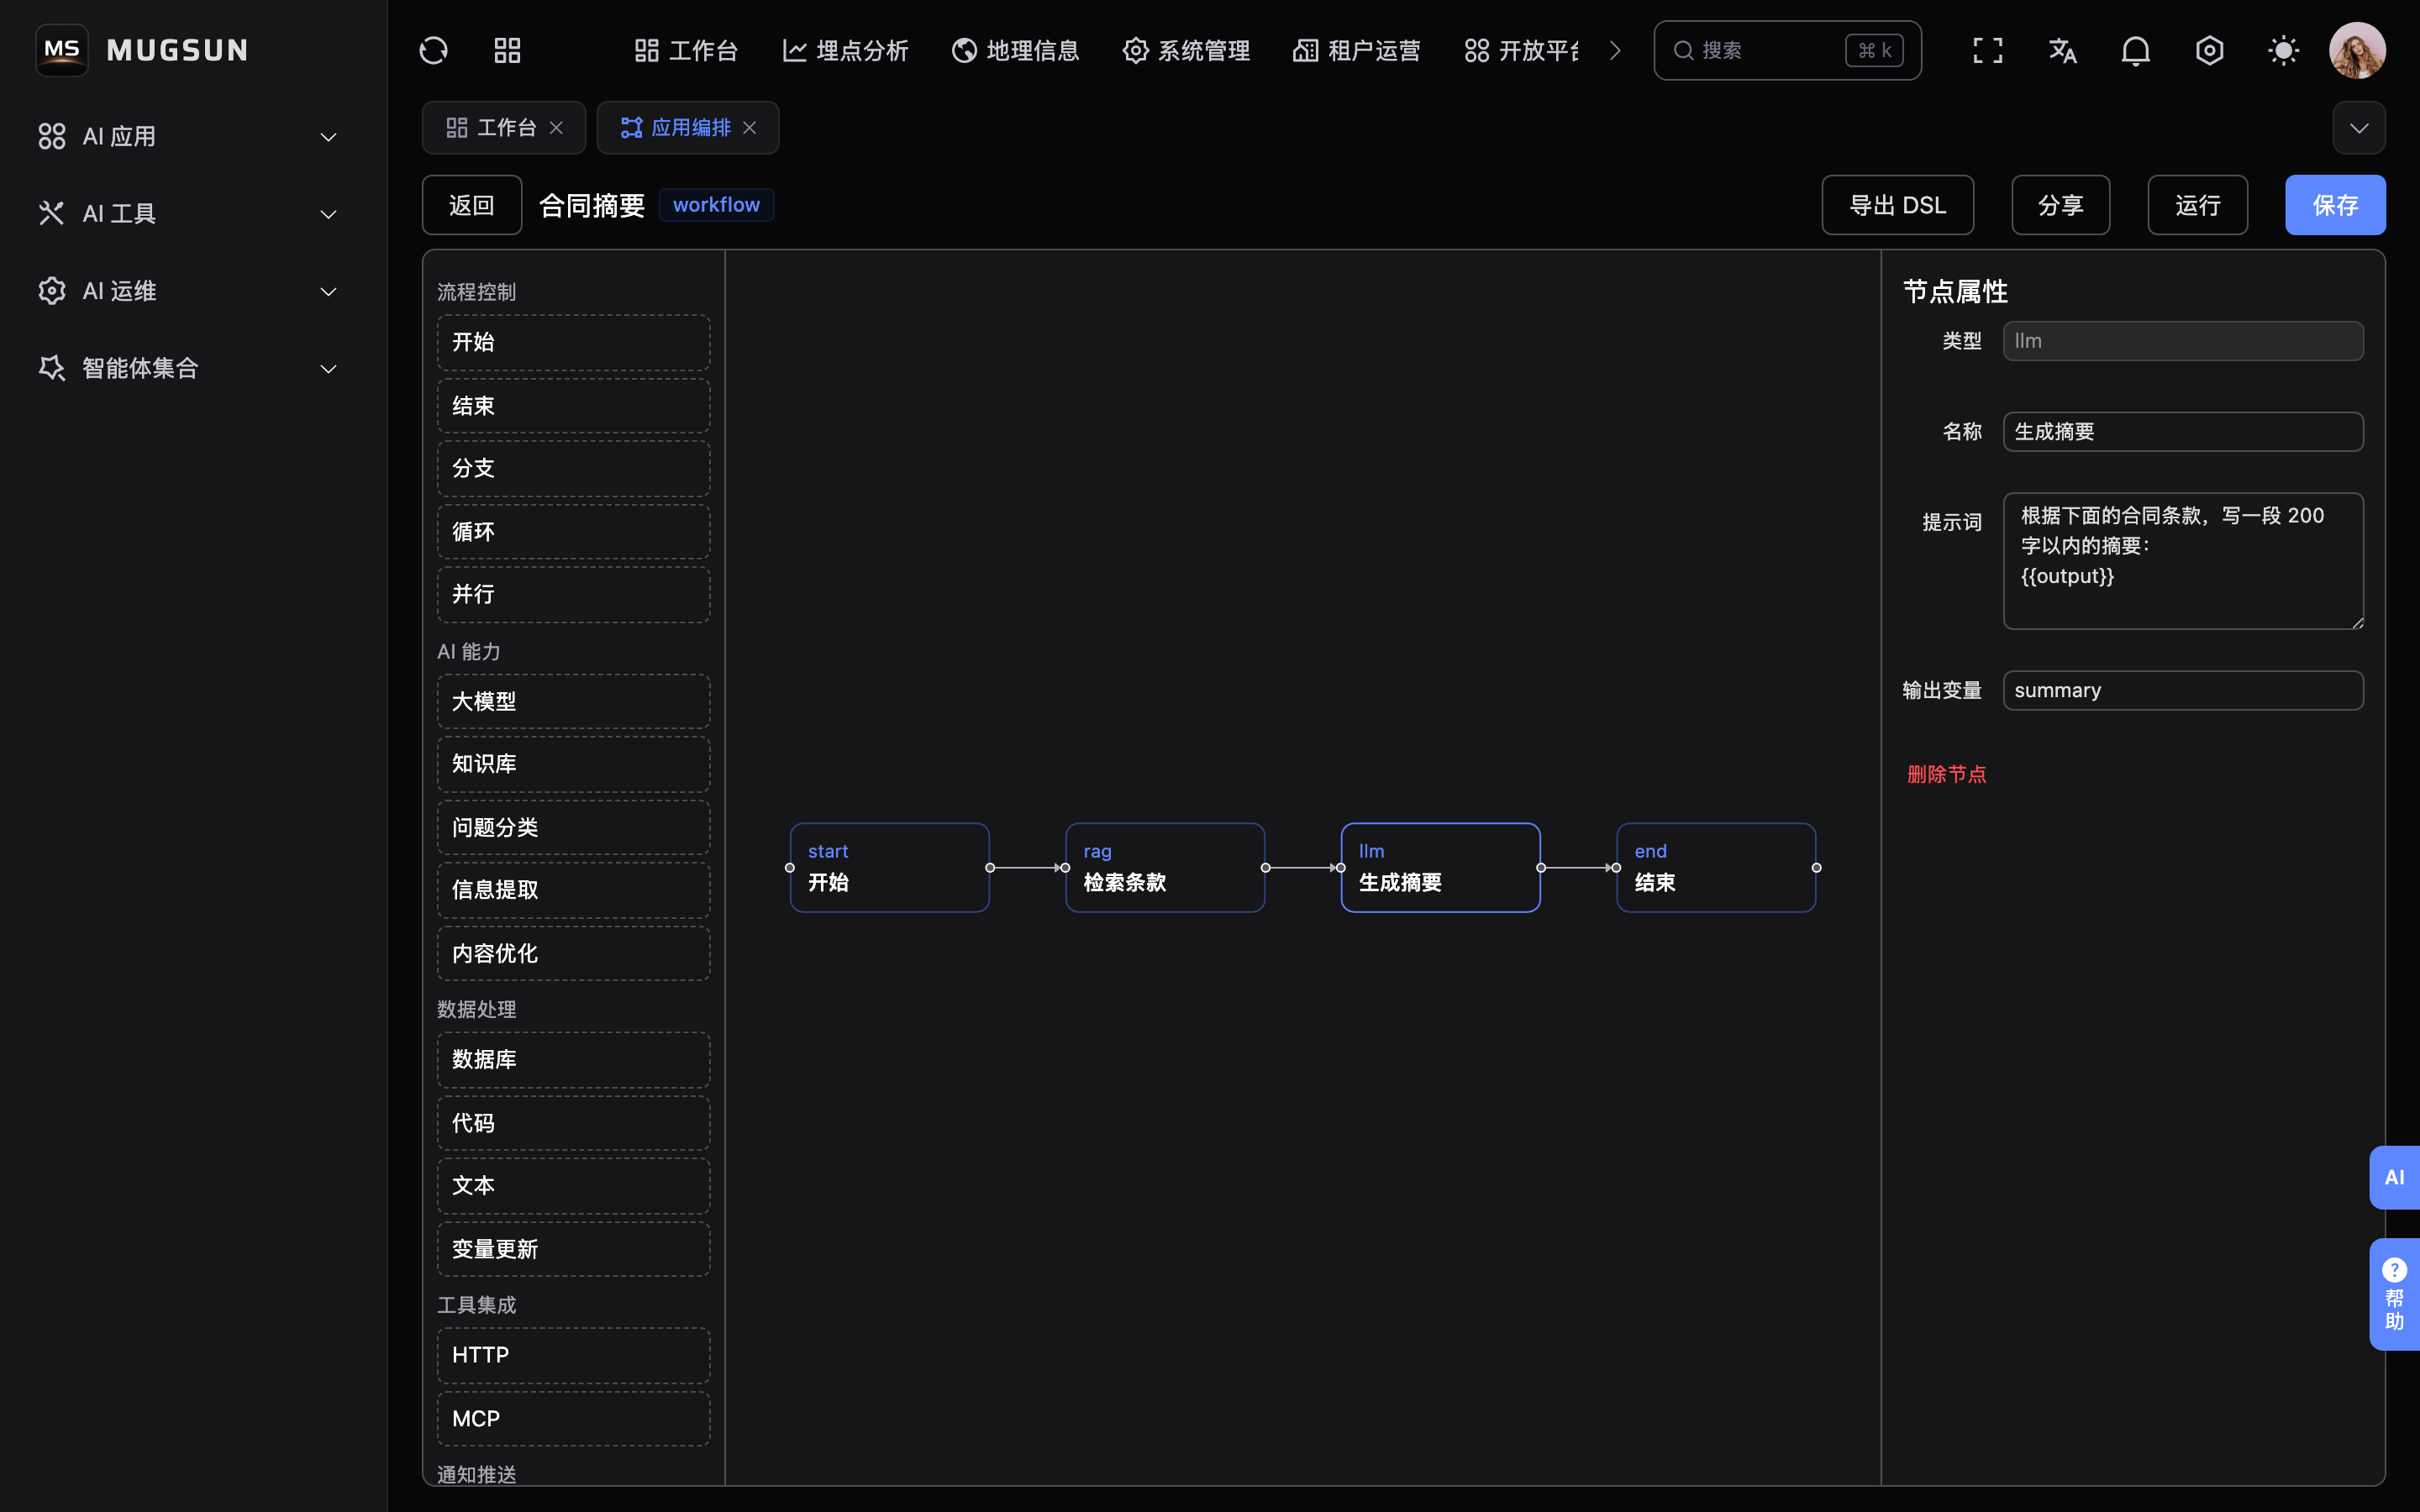 MS MUGSUN
AI 应用
AI 工具
AI 运维
智能体集合
工作台 埋点分析 地理信息 系统管理 租户运营 开放平台
搜索 ⌘ k
工作台 应用编排
返回 合同摘要 workflow 导出 DSL 分享 运行 保存
流程控制
开始
结束
分支
循环
并行
AI 能力
大模型
知识库
问题分类
信息提取
内容优化
数据处理
数据库
代码
文本
变量更新
工具集成
HTTP
MCP
通知推送
start
开始
rag
检索条款
llm
生成摘要
end
结束
节点属性
类型 llm
名称 生成摘要
提示词 根据下面的合同条款，写一段 200
字以内的摘要：
{{output}}
输出变量 summary
删除节点
AI
?
帮
助